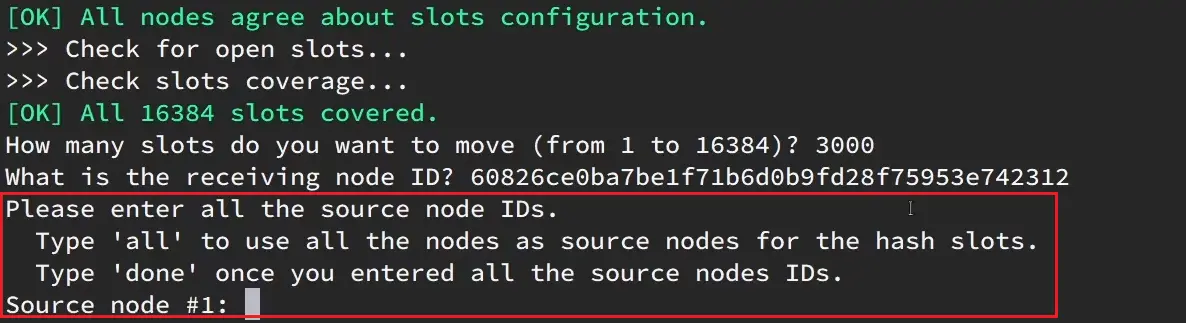 [OK] All nodes agree about slots configuration.
>>> Check for open slots...
>>> Check slots coverage...
[OK] All 16384 slots covered.
How many slots do you want to move (from 1 to 16384)? 3000
What is the receiving node ID? 60826ce0ba7be1f71b6d0b9fd28f75953e742312
Please enter all the source node IDs.
  Type 'all' to use all the nodes as source nodes for the hash slots.
  Type 'done' once you entered all the source nodes IDs.
Source node #1: